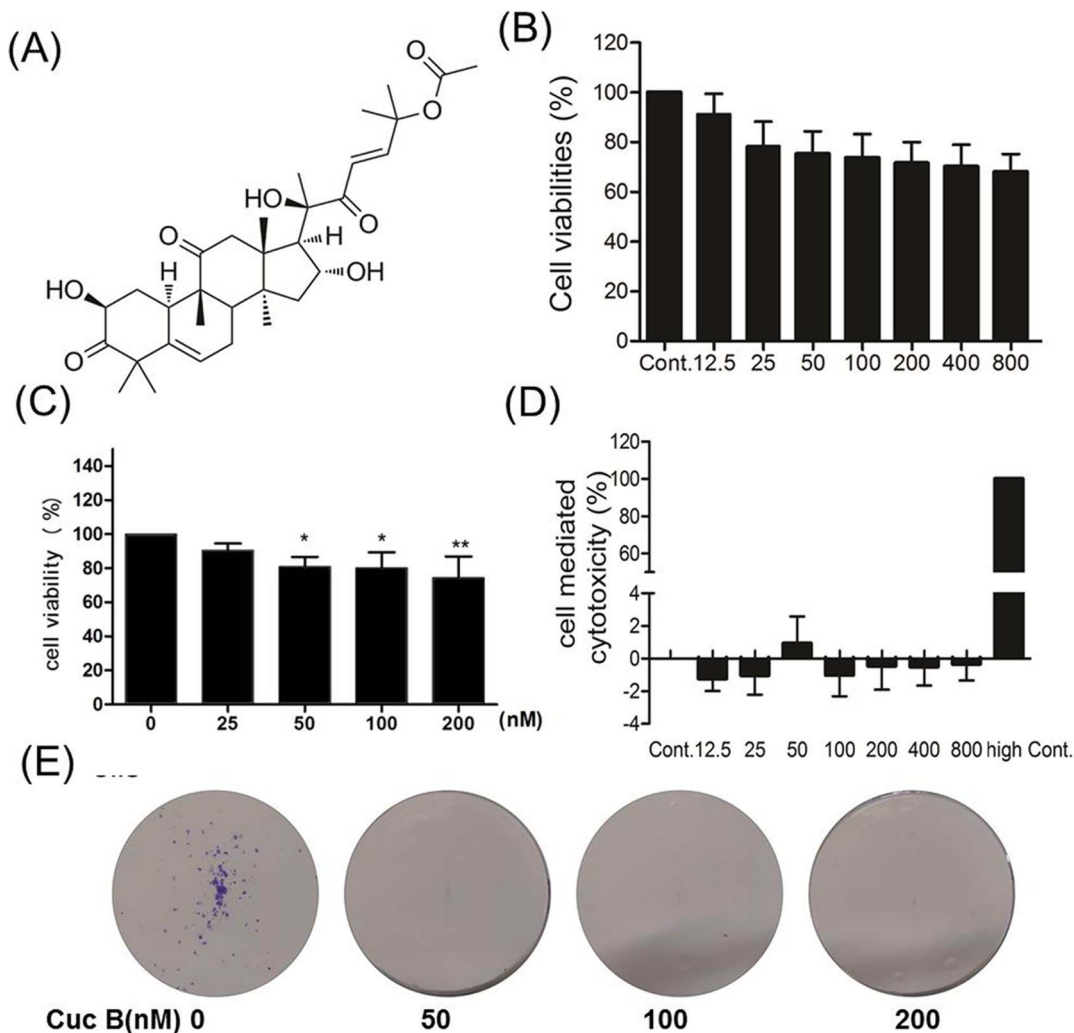 (A)
O
O
HO
O
O
H
H
OH
HO
O
(B)
Cell viabilities (%)
120
100
80
60
40
20
0
Cont. 12.5 25 50 100 200 400 800
(C)
cell viability (%)
140
120
100
80
60
40
20
0
* * **
0 25 50 100 200 (nM)
(D)
cell mediated
cytotoxicity (%)
120
100
80
60
4
2
0
-2
-4
Cont. 12.5 25 50 100 200 400 800 high Cont.
(E)
Cuc B(nM) 0 50 100 200